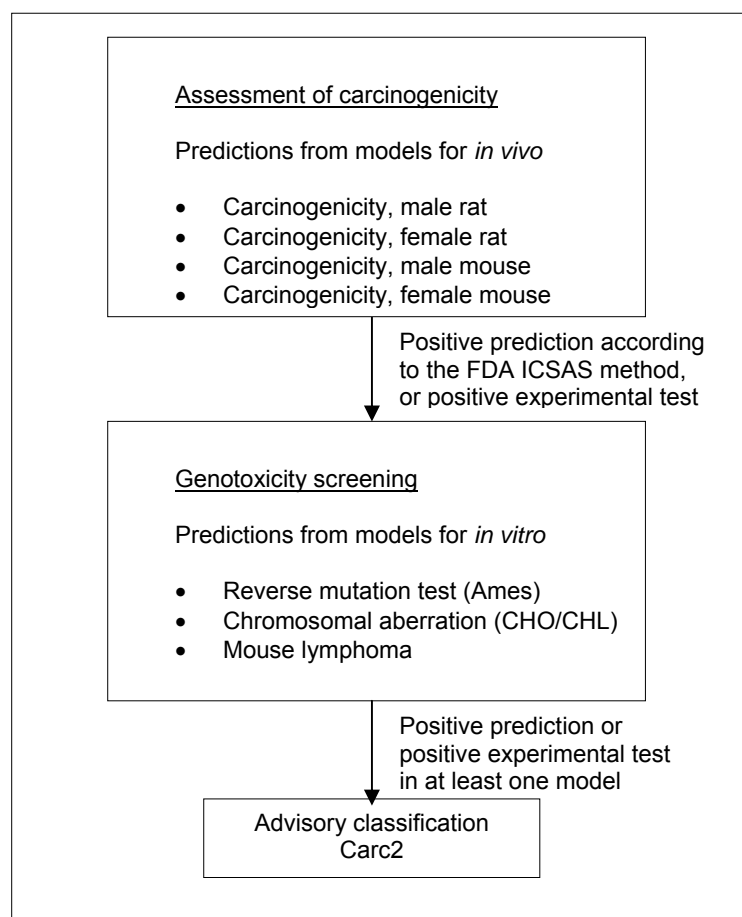 Assessment of carcinogenicity
Predictions from models for in vivo
• Carcinogenicity, male rat
• Carcinogenicity, female rat
• Carcinogenicity, male mouse
• Carcinogenicity, female mouse
Positive prediction according
to the FDA ICSAS method,
or positive experimental test
Genotoxicity screening
Predictions from models for in vitro
• Reverse mutation test (Ames)
• Chromosomal aberration (CHO/CHL)
• Mouse lymphoma
Positive prediction or
positive experimental test
in at least one model
Advisory classification
Carc2